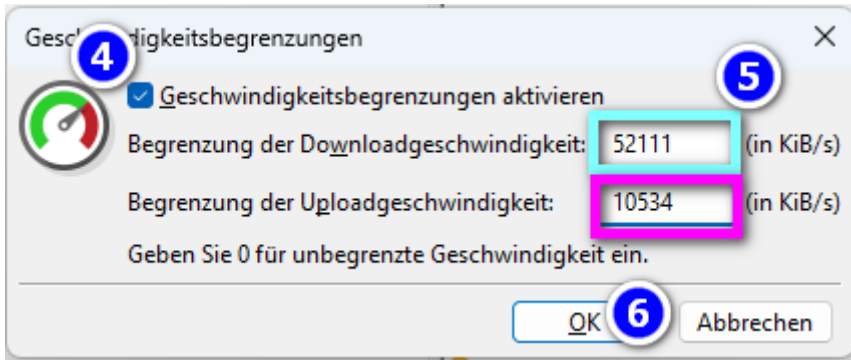 Gesc digkeitsbegrenzungen
4
5
Geschwindigkeitsbegrenzungen aktivieren
Begrenzung der Downloadgeschwindigkeit: 52111 (in KiB/s)
Begrenzung der Uploadgeschwindigkeit: 10534 (in KiB/s)
Geben Sie 0 für unbegrenzte Geschwindigkeit ein.
OK 6 Abbrechen